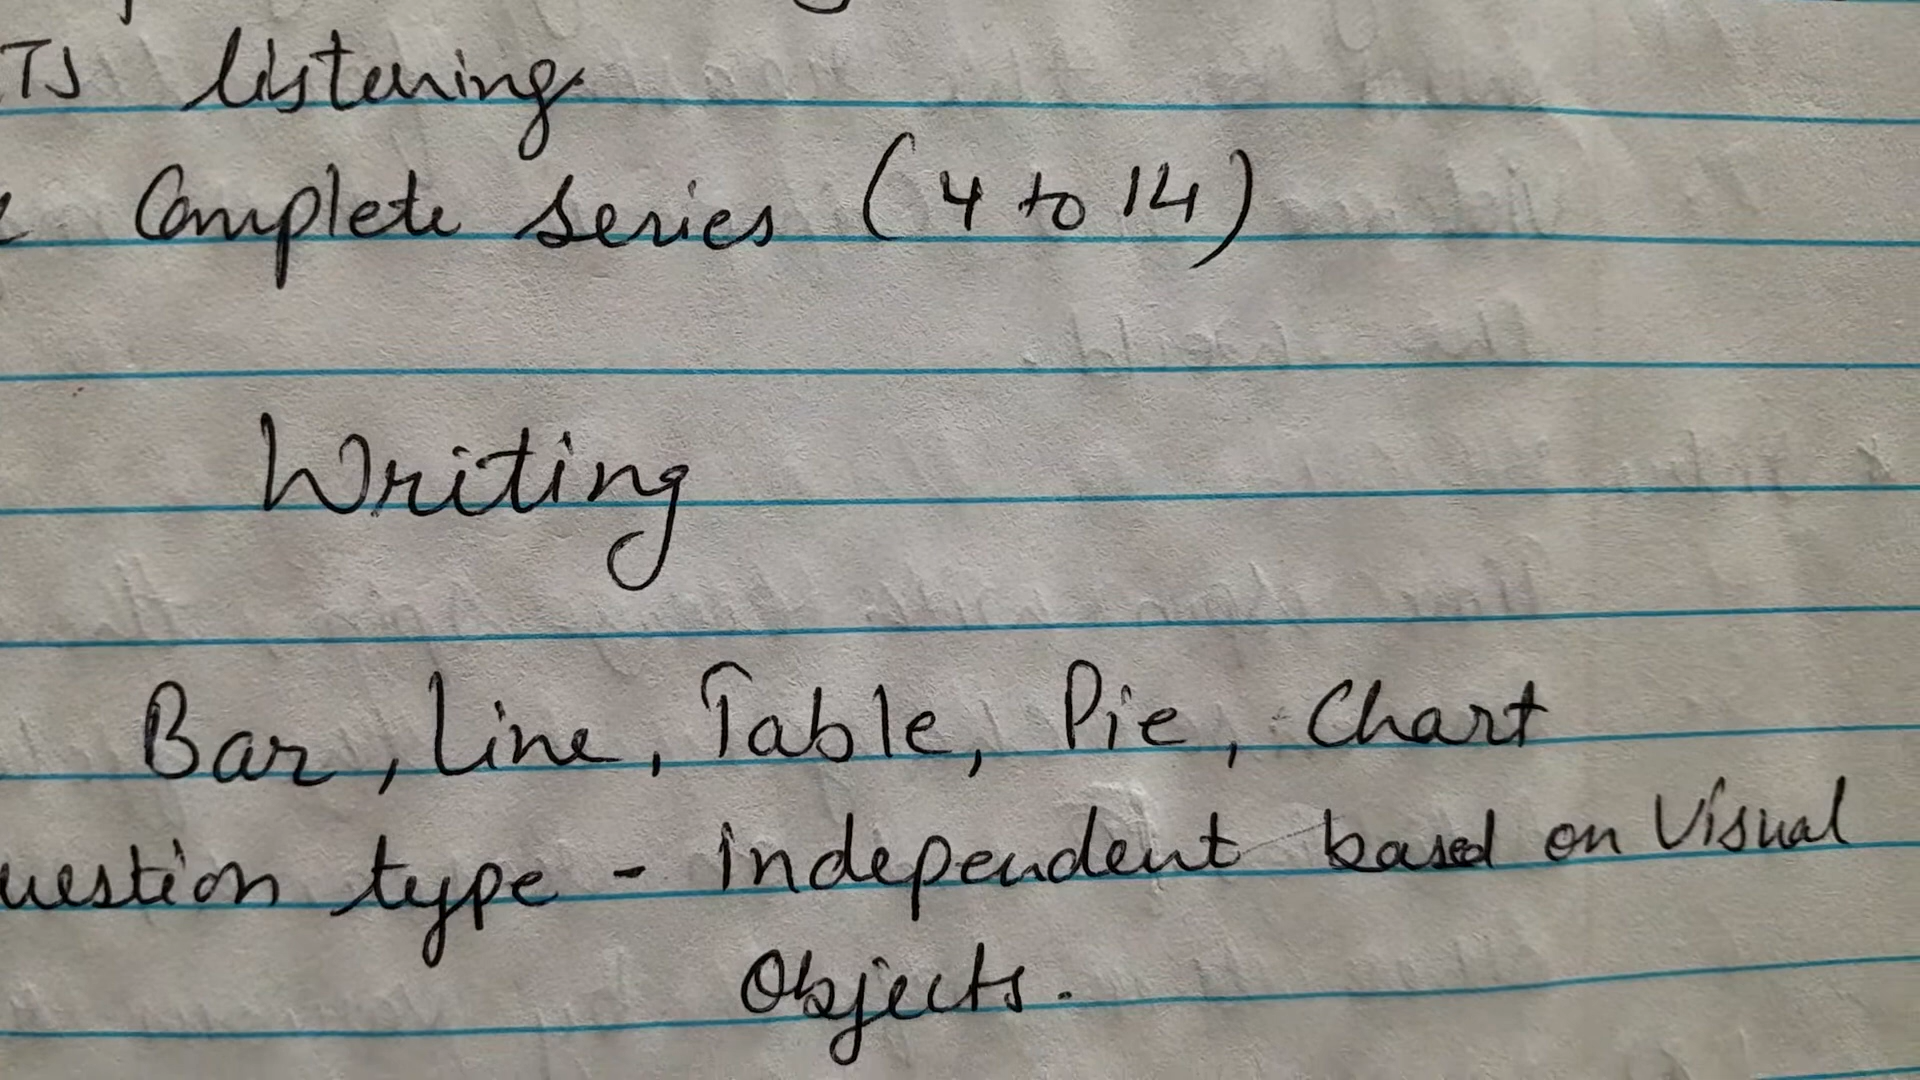 TS listening
Complete series (4 to 14)
Writing
Bar, Line, Table, Pie, Chart
uestion type - independent based on Visual
Objects.